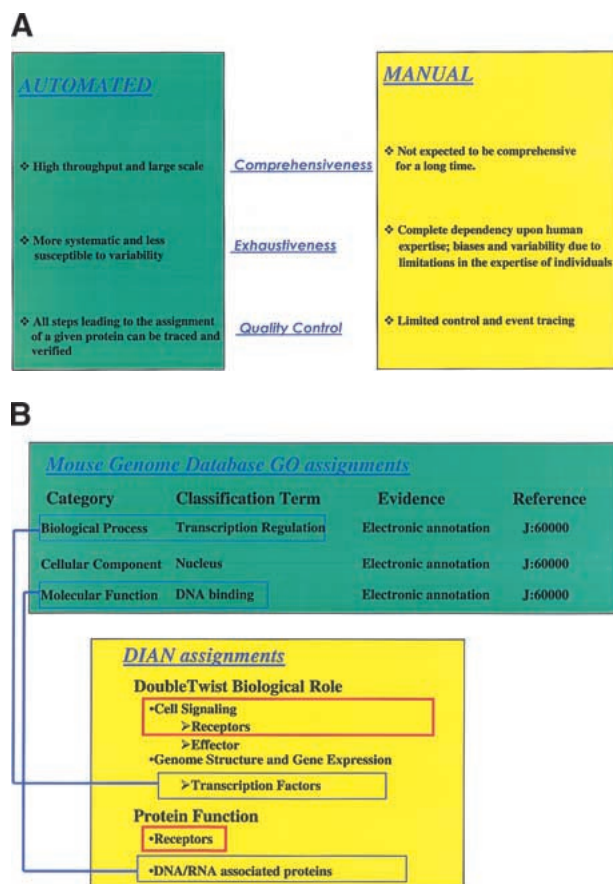 A
AUTOMATED
MANUAL
❖ High throughput and large scale
Comprehensiveness
❖ Not expected to be comprehensive
for a long time.
❖ More systematic and less
susceptible to variability
Exhaustiveness
❖ Complete dependency upon human
expertise; biases and variability due to
limitations in the expertise of individuals
❖ All steps leading to the assignment
of a given protein can be traced and
verified
Quality Control
❖ Limited control and event tracing
B
Mouse Genome Database GO assignments
Category Classification Term Evidence Reference
Biological Process Transcription Regulation Electronic annotation J:60000
Cellular Component Nucleus Electronic annotation J:60000
Molecular Function DNA binding Electronic annotation J:60000
DIAN assignments
DoubleTwist Biological Role
•Cell Signaling
➢Receptors
➢Effector
•Genome Structure and Gene Expression
➢Transcription Factors
Protein Function
•Receptors
•DNA/RNA associated proteins